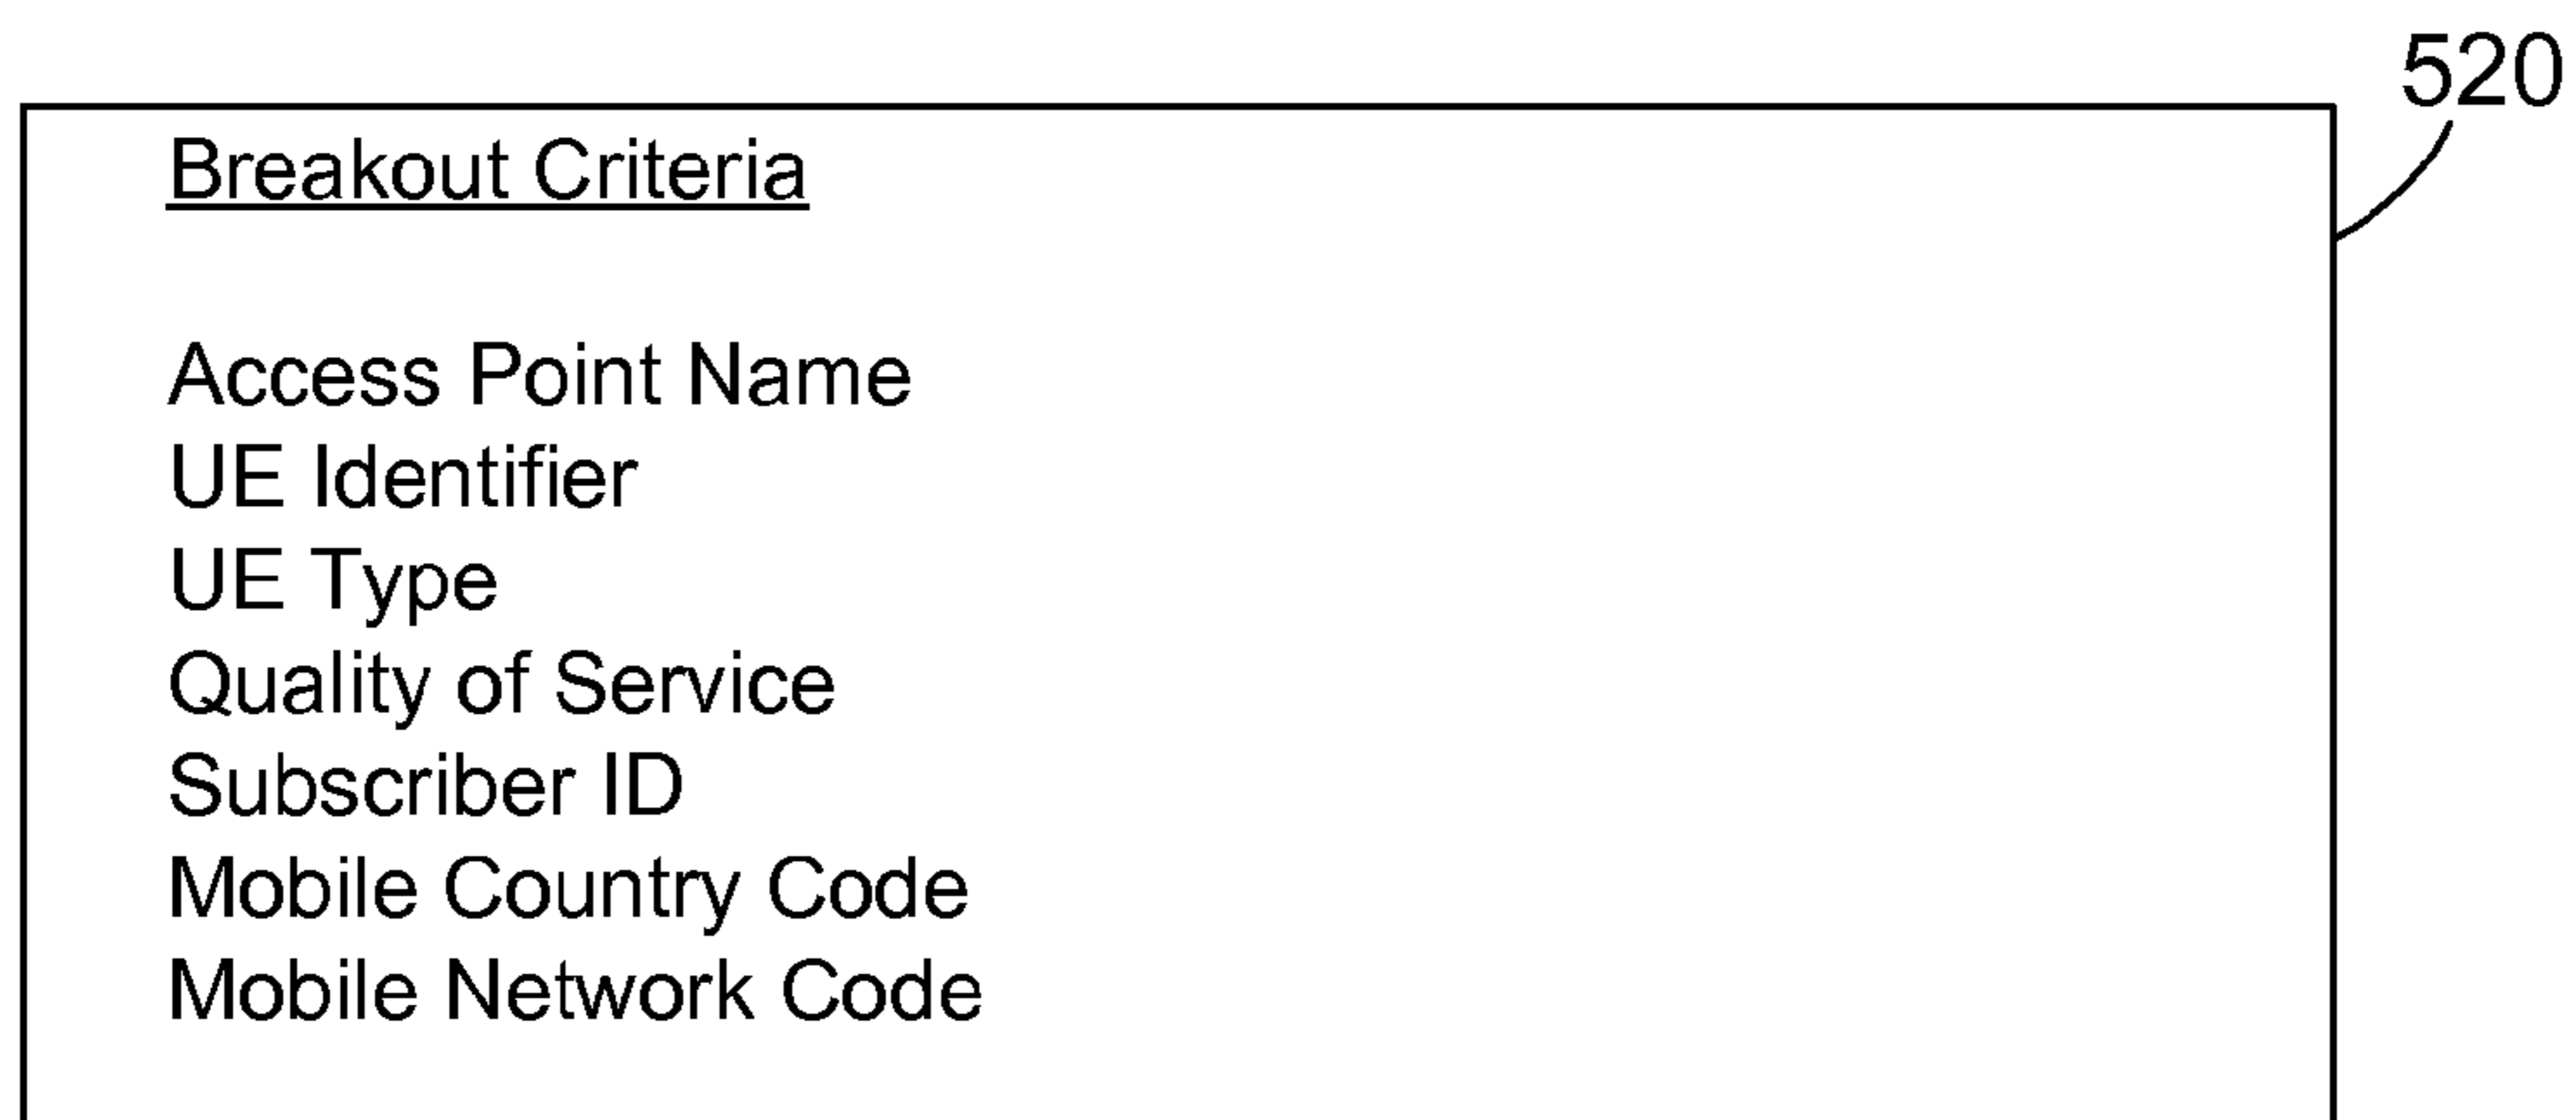 520
Breakout Criteria
Access Point Name
UE Identifier
UE Type
Quality of Service
Subscriber ID
Mobile Country Code
Mobile Network Code